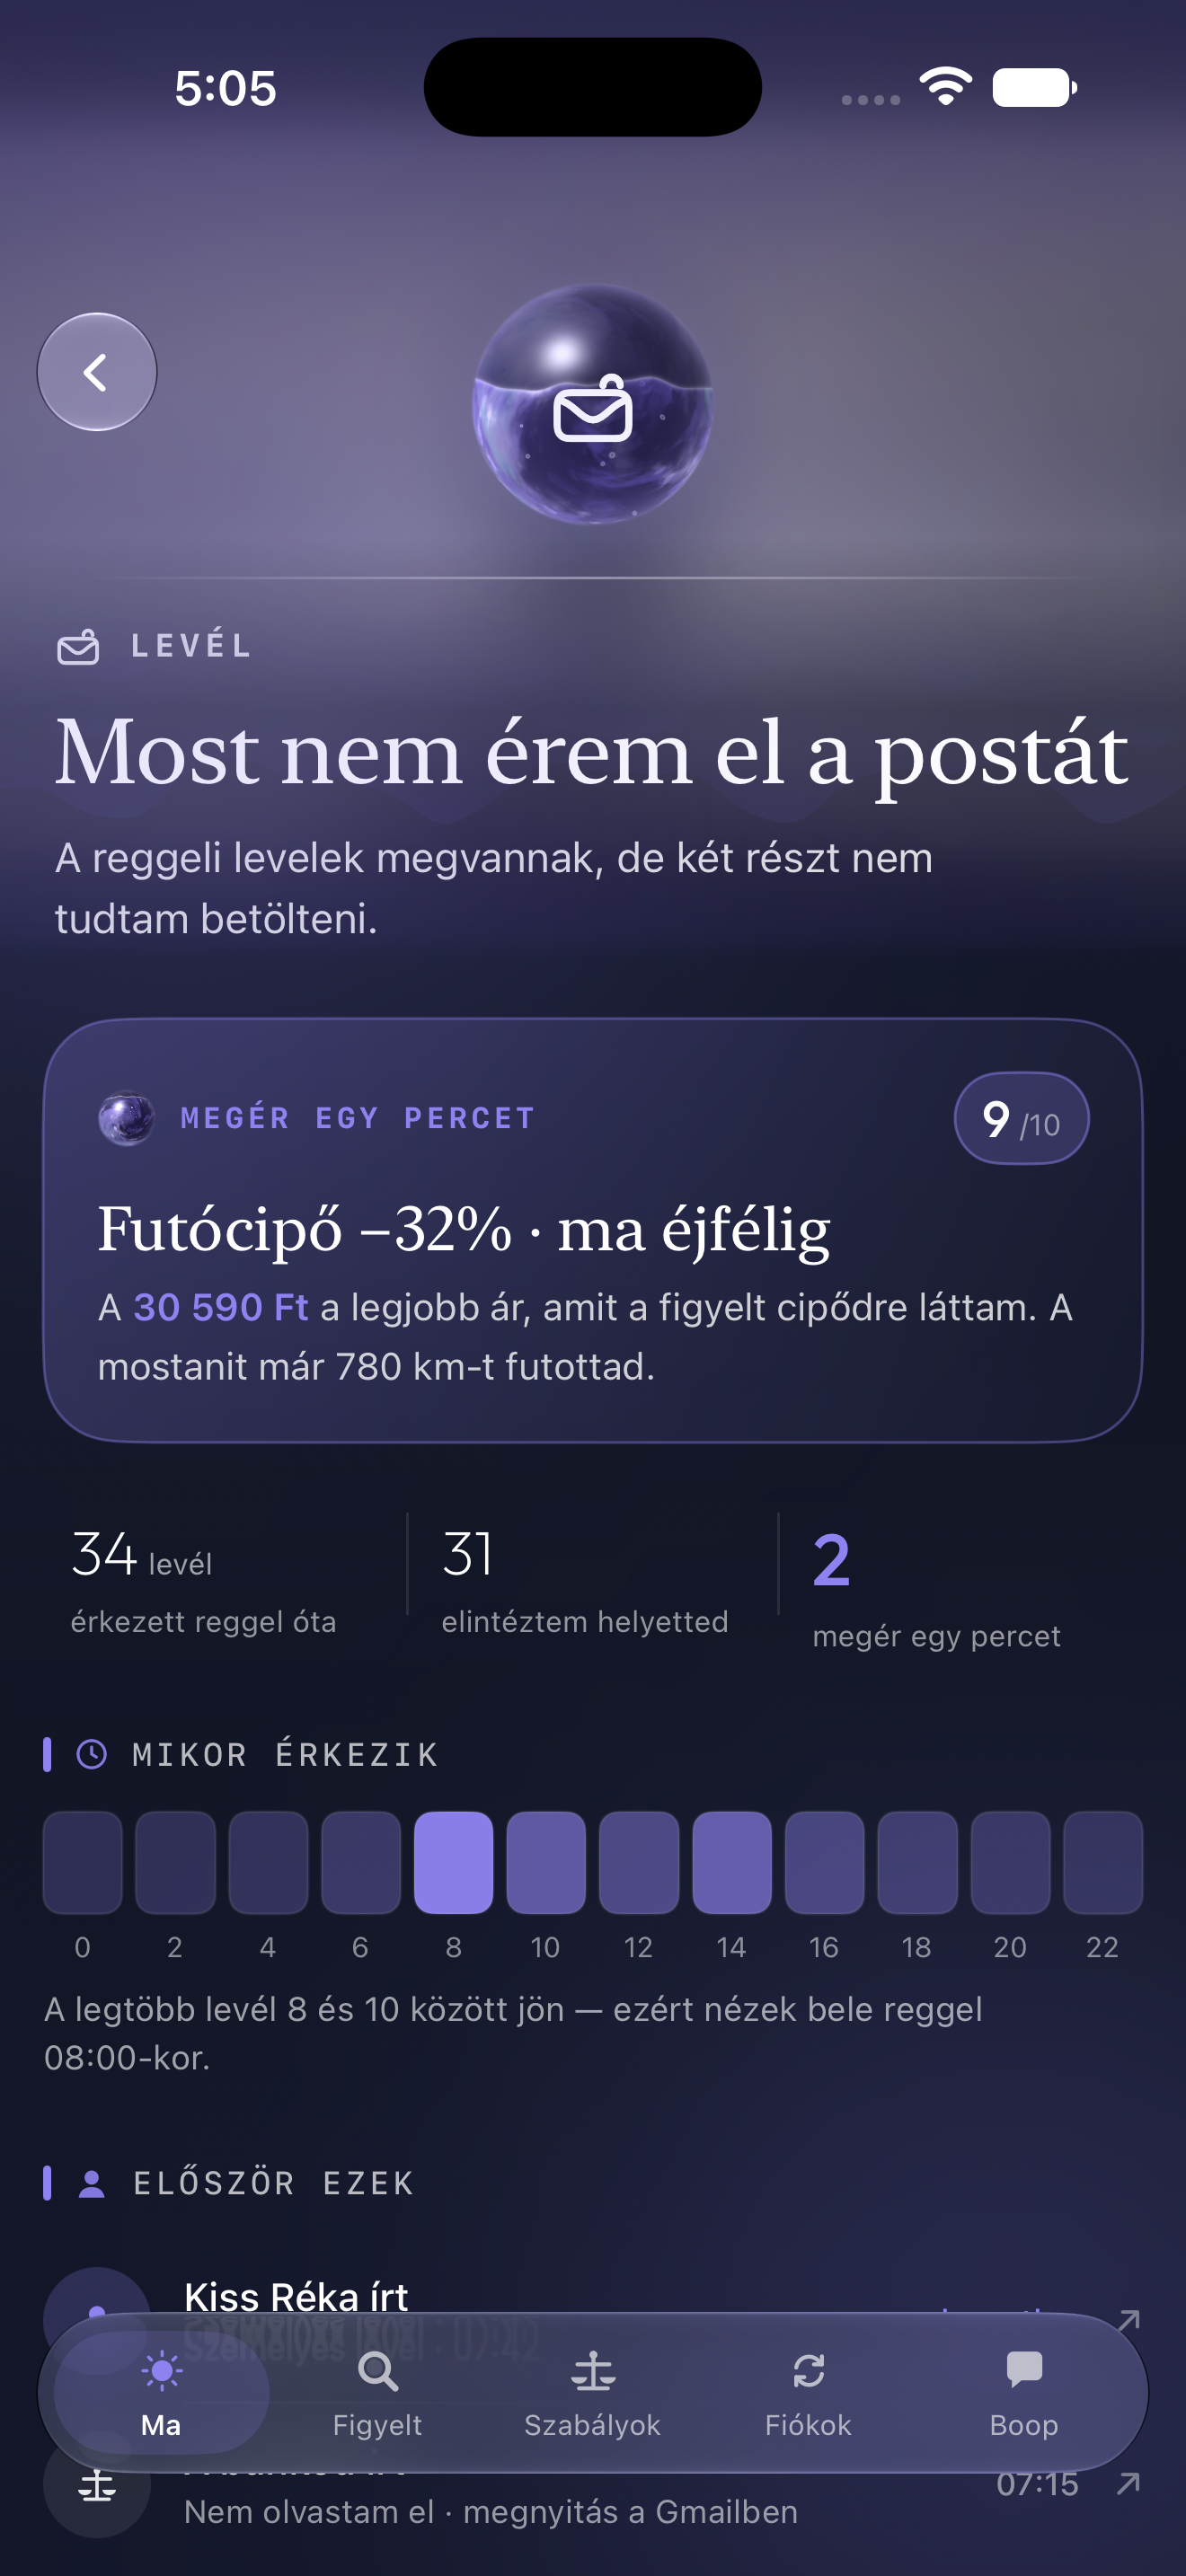 5:05
LEVÉL
Most nem érem el a postát
A reggeli levelek megvannak, de két részt nem
tudtam betölteni.
MEGÉR EGY PERCET
9 /10
Futócipő –32% · ma éjfélig
A 30 590 Ft a legjobb ár, amit a figyelt cipődre láttam. A
mostanit már 780 km-t futottad.
34 levél
érkezett reggel óta
31
elintéztem helyetted
2
megér egy percet
MIKOR ÉRKEZIK
0 2 4 6 8 10 12 14 16 18 20 22
A legtöbb levél 8 és 10 között jön — ezért nézek bele reggel
08:00-kor.
ELŐSZÖR EZEK
Kiss Réka írt
Ma Figyelt Szabályok Fiókok Boop
07:15
Nem olvastam el · megnyitás a Gmailben